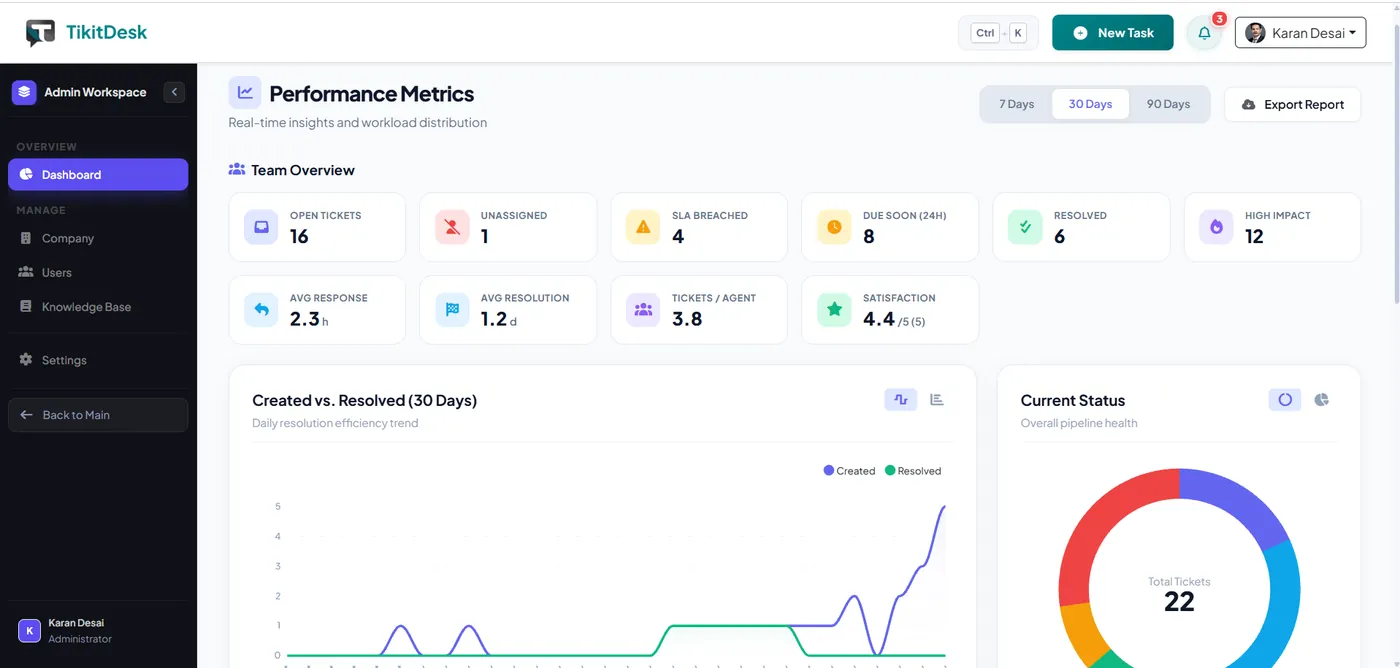 TikitDesk
Ctrl + K
New Task
3
Karan Desai
Admin Workspace
OVERVIEW
Dashboard
MANAGE
Company
Users
Knowledge Base
Settings
Back to Main
K
Karan Desai
Administrator
Performance Metrics
Real-time insights and workload distribution
7 Days
30 Days
90 Days
Export Report
Team Overview
OPEN TICKETS
16
UNASSIGNED
1
SLA BREACHED
4
DUE SOON (24H)
8
RESOLVED
6
HIGH IMPACT
12
AVG RESPONSE
2.3 h
AVG RESOLUTION
1.2 d
TICKETS / AGENT
3.8
SATISFACTION
4.4 /5 (5)
Created vs. Resolved (30 Days)
Daily resolution efficiency trend
Created
Resolved
5
4
3
2
1
0
Current Status
Overall pipeline health
Total Tickets
22